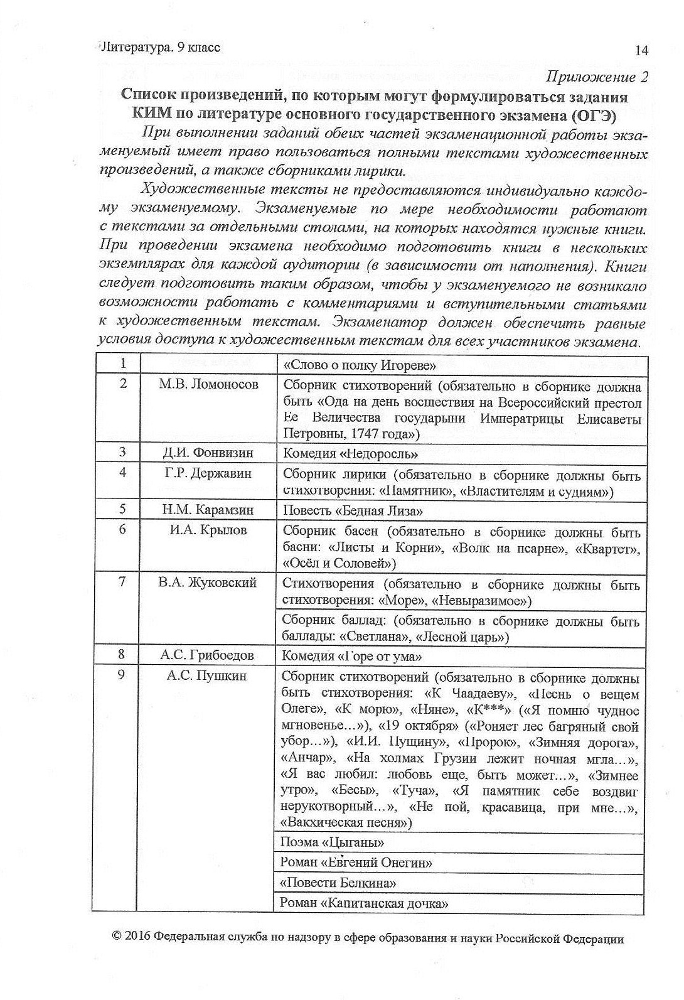 Литература. 9 класс
14
Приложение 2
Список произведений, по которым могут формулироваться задания
КИМ по литературе основного государственного экзамена (ОГЭ)
При выполнении заданий обеих частей экзаменационной работы экза-
менуемый имеет право пользоваться полными текстами художественных
произведений, а также сборниками лирики.
Художественные тексты не предоставляются индивидуально каждо-
му экзаменуемому. Экзаменуемые по мере необходимости работают
с текстами за отдельными столами, на которых находятся нужные книги.
При проведении экзамена необходимо подготовить книги в нескольких
экземплярах для каждой аудитории (в зависимости от наполнения). Книги
следует подготовить таким образом, чтобы у экзаменуемого не возникало
возможности работать с комментариями и вступительными статьями
к художественным текстам. Экзаменатор должен обеспечить равные
условия доступа к художественным текстам для всех участников экзамена.
1 «Слово о полку Игореве»
2 М.В. Ломоносов Сборник стихотворений (обязательно в сборнике должна
быть «Ода на день восшествия на Всероссийский престол
Ее Величества государыни Императрицы Елисаветы
Петровны, 1747 года»)
3 Д.И. Фонвизин Комедия «Недоросль»
4 Г.Р. Державин Сборник лирики (обязательно в сборнике должны быть
стихотворения: «Памятник», «Властителям и судиям»)
5 Н.М. Карамзин Повесть «Бедная Лиза»
6 И.А. Крылов Сборник басен (обязательно в сборнике должны быть
басни: «Листы и Корни», «Волк на псарне», «Квартет»,
«Осёл и Соловей»)
7 В.А. Жуковский Стихотворения (обязательно в сборнике должны быть
стихотворения: «Море», «Невыразимое»)
Сборник баллад: (обязательно в сборнике должны быть
баллады: «Светлана», «Лесной царь»)
8 А.С. Грибоедов Комедия «Горе от ума»
9 А.С. Пушкин Сборник стихотворений (обязательно в сборнике должны
быть стихотворения: «К Чаадаеву», «Песнь о вещем
Олеге», «К морю», «Няне», «К***» («Я помню чудное
мгновенье...»), «19 октября» («Роняет лес багряный свой
убор...»), «И.И. Пущину», «Пророк», «Зимняя дорога»,
«Анчар», «На холмах Грузии лежит ночная мгла...»,
«Я вас любил: любовь еще, быть может...», «Зимнее
утро», «Бесы», «Туча», «Я памятник себе воздвиг
нерукотворный...», «Не пой, красавица, при мне...»,
«Вакхическая песня»)
Поэма «Цыганы»
Роман «Евгений Онегин»
«Повести Белкина»
Роман «Капитанская дочка»
© 2016 Федеральная служба по надзору в сфере образования и науки Российской Федерации